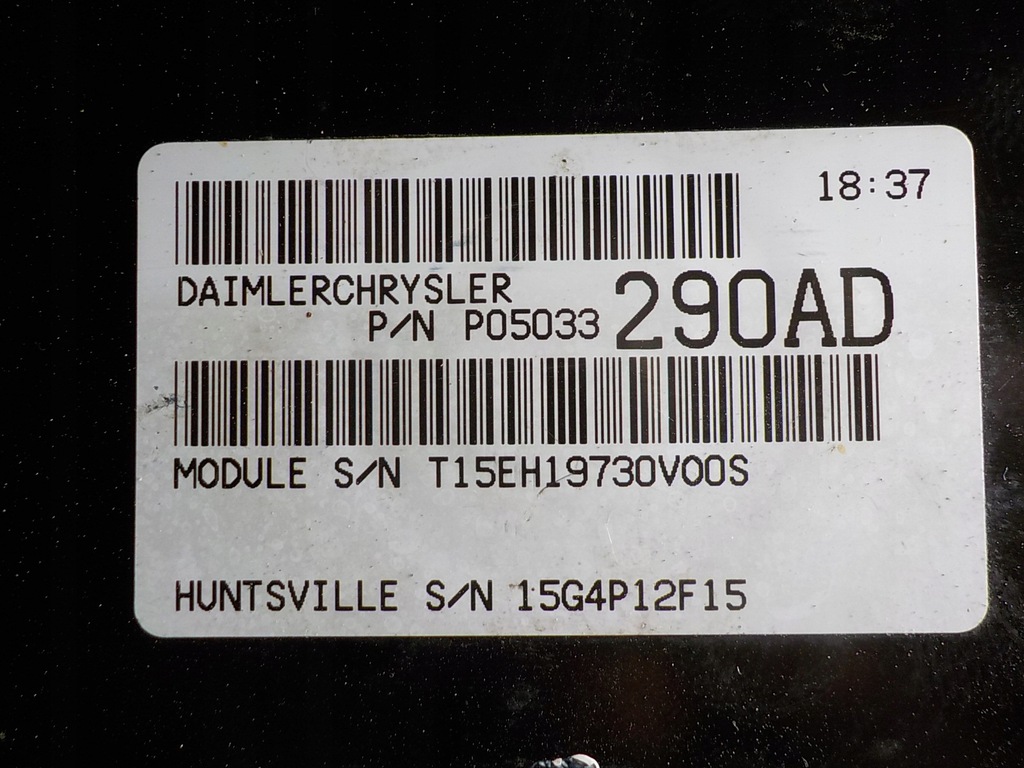 18:37
DAIMLERCHRYSLER
P/N P05033 290AD
MODULE S/N T15EH19730V00S
HUNTSVILLE S/N 15G4P12F15